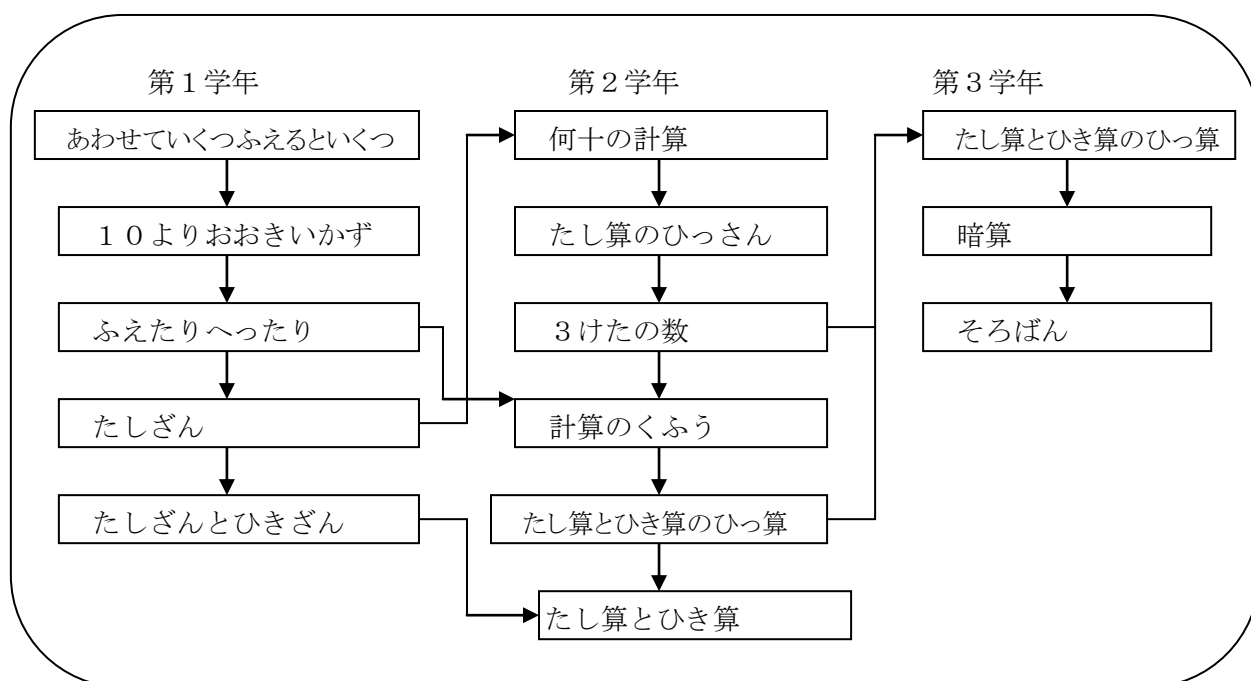 第１学年
あわせていくつふえるといくつ
１０よりおおきいかず
ふえたりへったり
たしざん
たしざんとひきざん
第２学年
何十の計算
たし算のひっさん
３けたの数
計算のくふう
たし算とひき算のひっ算
たし算とひき算
第３学年
たし算とひき算のひっ算
暗算
そろばん